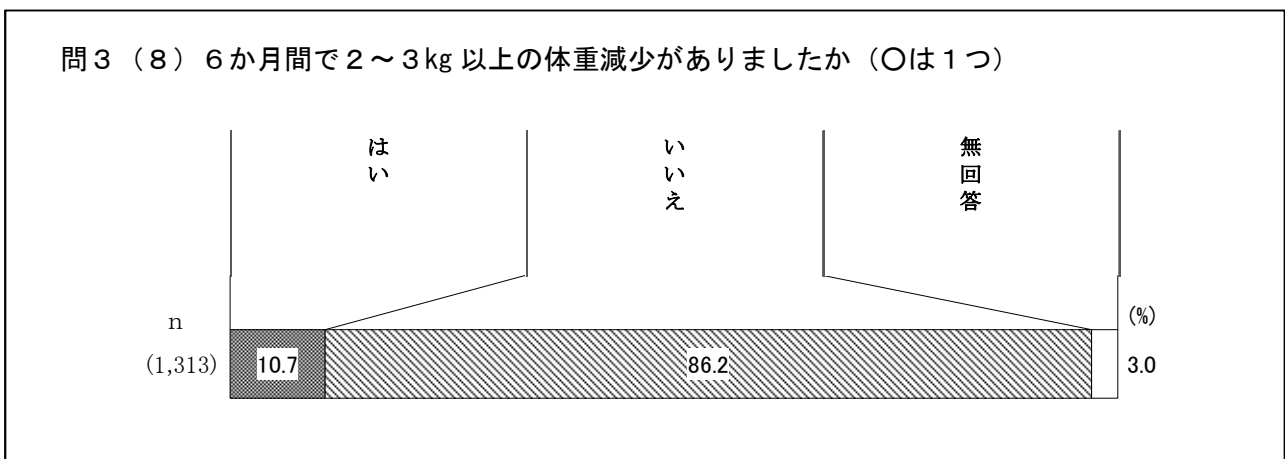 問３（８）６か月間で２～３kg 以上の体重減少がありましたか（〇は１つ）
はい
いいえ
無回答
n
(%)
(1,313)
10.7
86.2
3.0